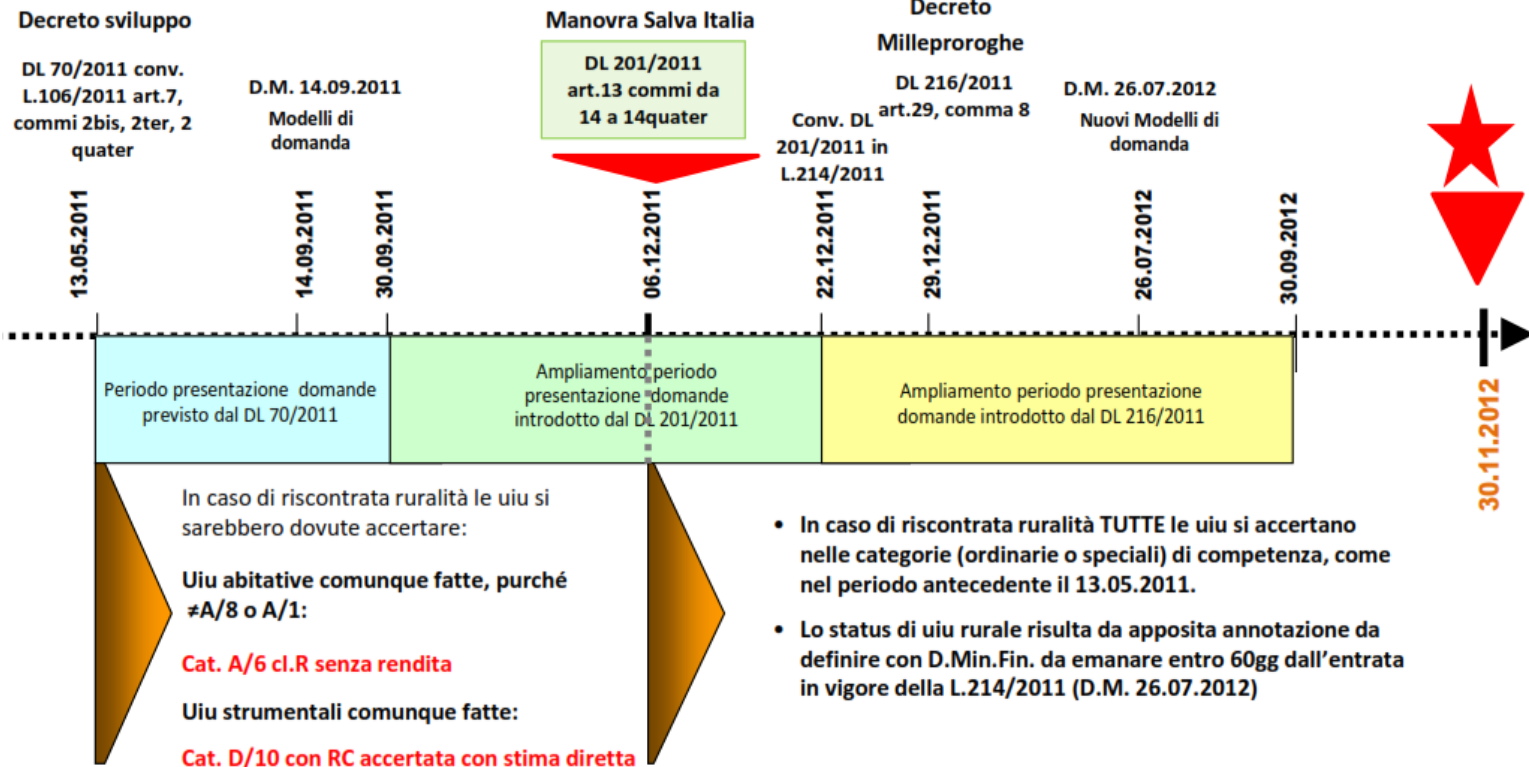 Decreto sviluppo
DL 70/2011 conv.
L.106/2011 art.7,
commi 2bis, 2ter, 2
quater
D.M. 14.09.2011
Modelli di
domanda
Manovra Salva Italia
DL 201/2011
art.13 commi da
14 a 14quater
Conv. DL
201/2011 in
L.214/2011
Decreto
Milleproroghe
DL 216/2011
art.29, comma 8
D.M. 26.07.2012
Nuovi Modelli di
domanda
13.05.2011
14.09.2011
30.09.2011
06.12.2011
22.12.2011
29.12.2011
26.07.2012
30.09.2012
30.11.2012
Periodo presentazione domande
previsto dal DL 70/2011
Ampliamento periodo
presentazione domande
introdotto dal DL 201/2011
Ampliamento periodo presentazione
domande introdotto dal DL 216/2011
In caso di riscontrata ruralità le uiu si
sarebbero dovute accertare:
Uiu abitative comunque fatte, purché
≠A/8 o A/1:
Cat. A/6 cl.R senza rendita
Uiu strumentali comunque fatte:
Cat. D/10 con RC accertata con stima diretta
• In caso di riscontrata ruralità TUTTE le uiu si accertano
nelle categorie (ordinarie o speciali) di competenza, come
nel periodo antecedente il 13.05.2011.
• Lo status di uiu rurale risulta da apposita annotazione da
definire con D.Min.Fin. da emanare entro 60gg dall'entrata
in vigore della L.214/2011 (D.M. 26.07.2012)